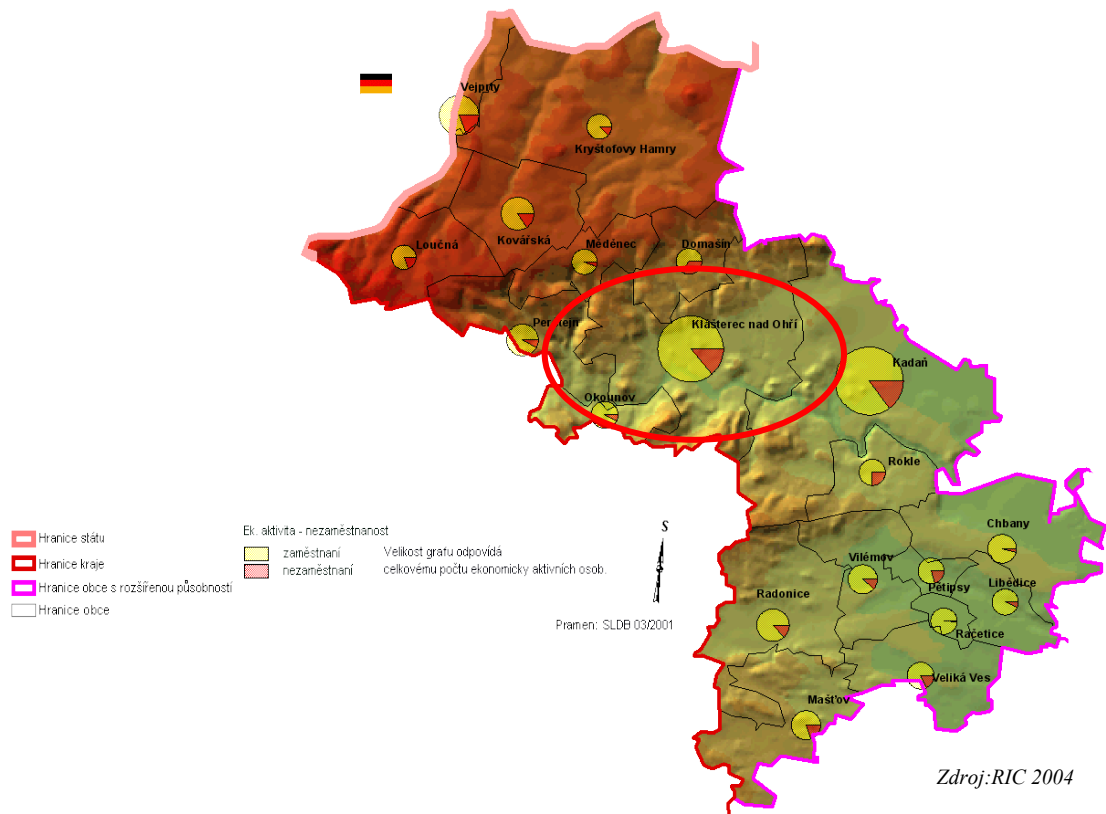 Vejprty
Kryštofovy Hamry
Kovářská
Loučná
Měděnec
Domašín
Perštejn
Klášterec nad Ohří
Kadaň
Okounov
Rokle
Chbany
Vilémov
Pětipsy
Libědice
Radonice
Račetice
Veliká Ves
Mašťov
Hranice státu
Hranice kraje
Hranice obce s rozšířenou působností
Hranice obce
Ek. aktivita - nezaměstnanost
zaměstnaní
nezaměstnaní
Velikost grafu odpovídá
celkovému počtu ekonomicky aktivních osob.
S
Pramen: SLDB 03/2001
Zdroj:RIC 2004